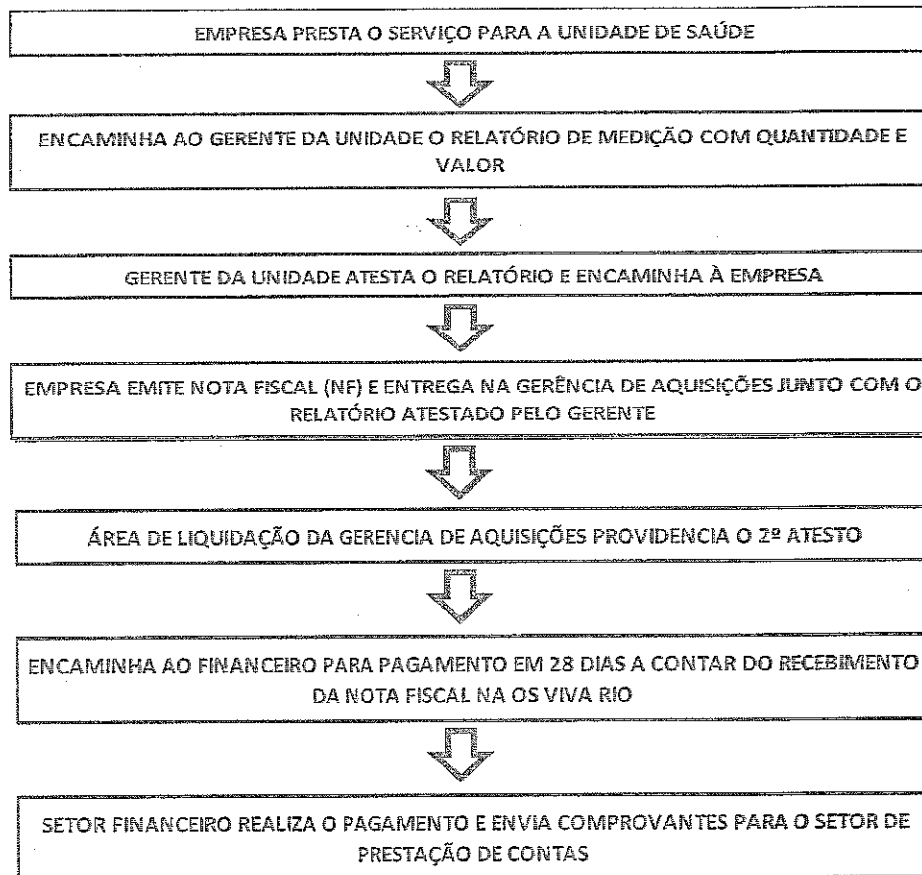 EMPRESA PRESTA O SERVIÇO PARA A UNIDADE DE SAÚDE
ENCAMINHA AO GERENTE DA UNIDADE O RELATÓRIO DE MEDIÇÃO COM QUANTIDADE E
VALOR
GERENTE DA UNIDADE ATESTA O RELATÓRIO E ENCAMINHA À EMPRESA
EMPRESA EMITE NOTA FISCAL (NF) E ENTREGA NA GERÊNCIA DE AQUISIÇÕES JUNTO COM O
RELATÓRIO ATESTADO PELO GERENTE
ÁREA DE LIQUIDAÇÃO DA GERENCIA DE AQUISIÇÕES PROVIDENCIA O 2º ATESTO
ENCAMINHA AO FINANCEIRO PARA PAGAMENTO EM 28 DIAS A CONTAR DO RECEBIMENTO
DA NOTA FISCAL NA OS VIVA RIO
SETOR FINANCEIRO REALIZA O PAGAMENTO E ENVIA COMPROVANTES PARA O SETOR DE
PRESTAÇÃO DE CONTAS